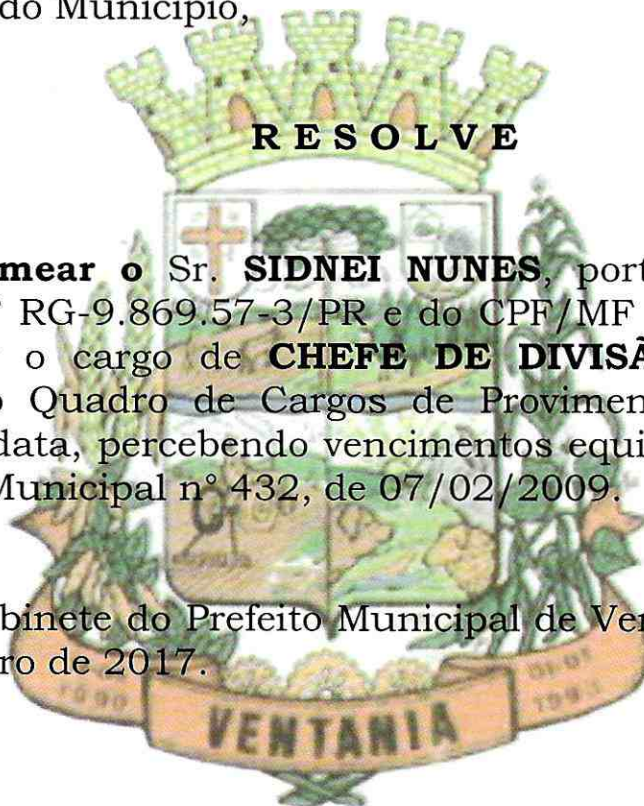 do Município,
R E S O L V E
mear o Sr. SIDNEI NUNES, port
RG-9.869.57-3/PR e do CPF/MF
o cargo de CHEFE DE DIVISÃ
Quadro de Cargos de Provimen
data, percebendo vencimentos equi
Municipal n° 432, de 07/02/2009.
binete do Prefeito Municipal de Ven
ro de 2017.
1990
VENTANIA